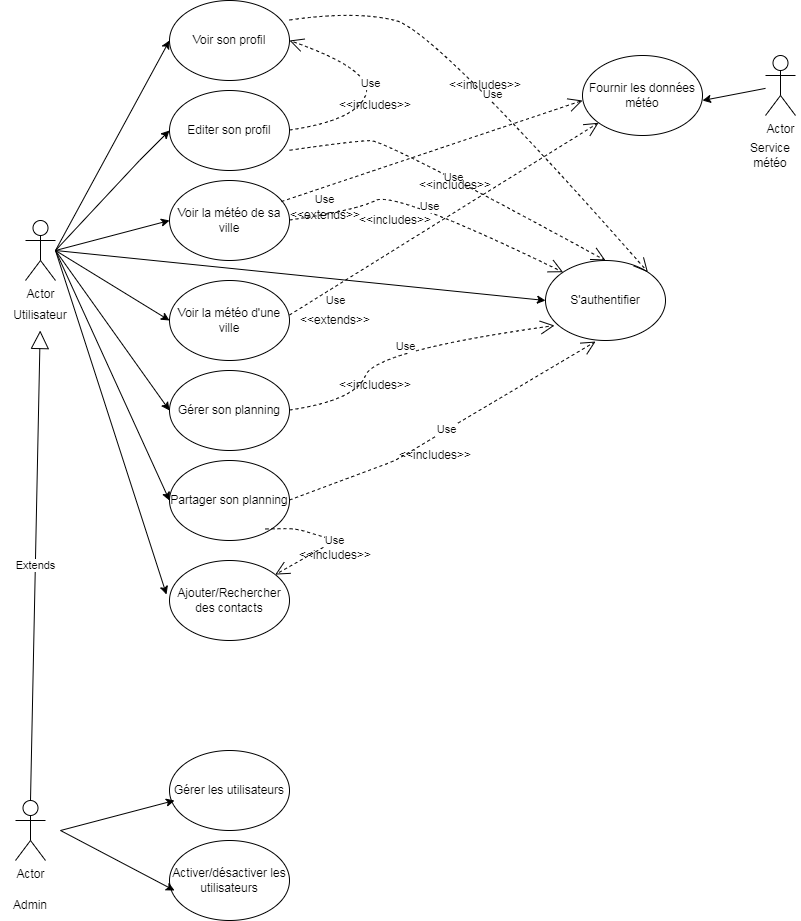 Voir son profil
Use
<<includes>>
<<includes>>
Use
Fournir les données
météo
Actor
Service
météo
Editer son profil
Use
<<includes>>
Voir la météo de sa
ville
Use
<<extends>>
Use
<<includes>>
Actor
Utilisateur
S'authentifier
Voir la météo d'une
ville
Use
<<extends>>
Use
<<includes>>
Gérer son planning
Use
<<includes>>
Partager son planning
Use
<<includes>>
Extends
Ajouter/Rechercher
des contacts
Gérer les utilisateurs
Actor
Admin
Activer/désactiver les
utilisateurs